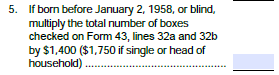 5. If born before January 2, 1958, or blind,
multiply the total number of boxes
checked on Form 43, lines 32a and 32b
by $1,400 ($1,750 if single or head of
household) ..........................................